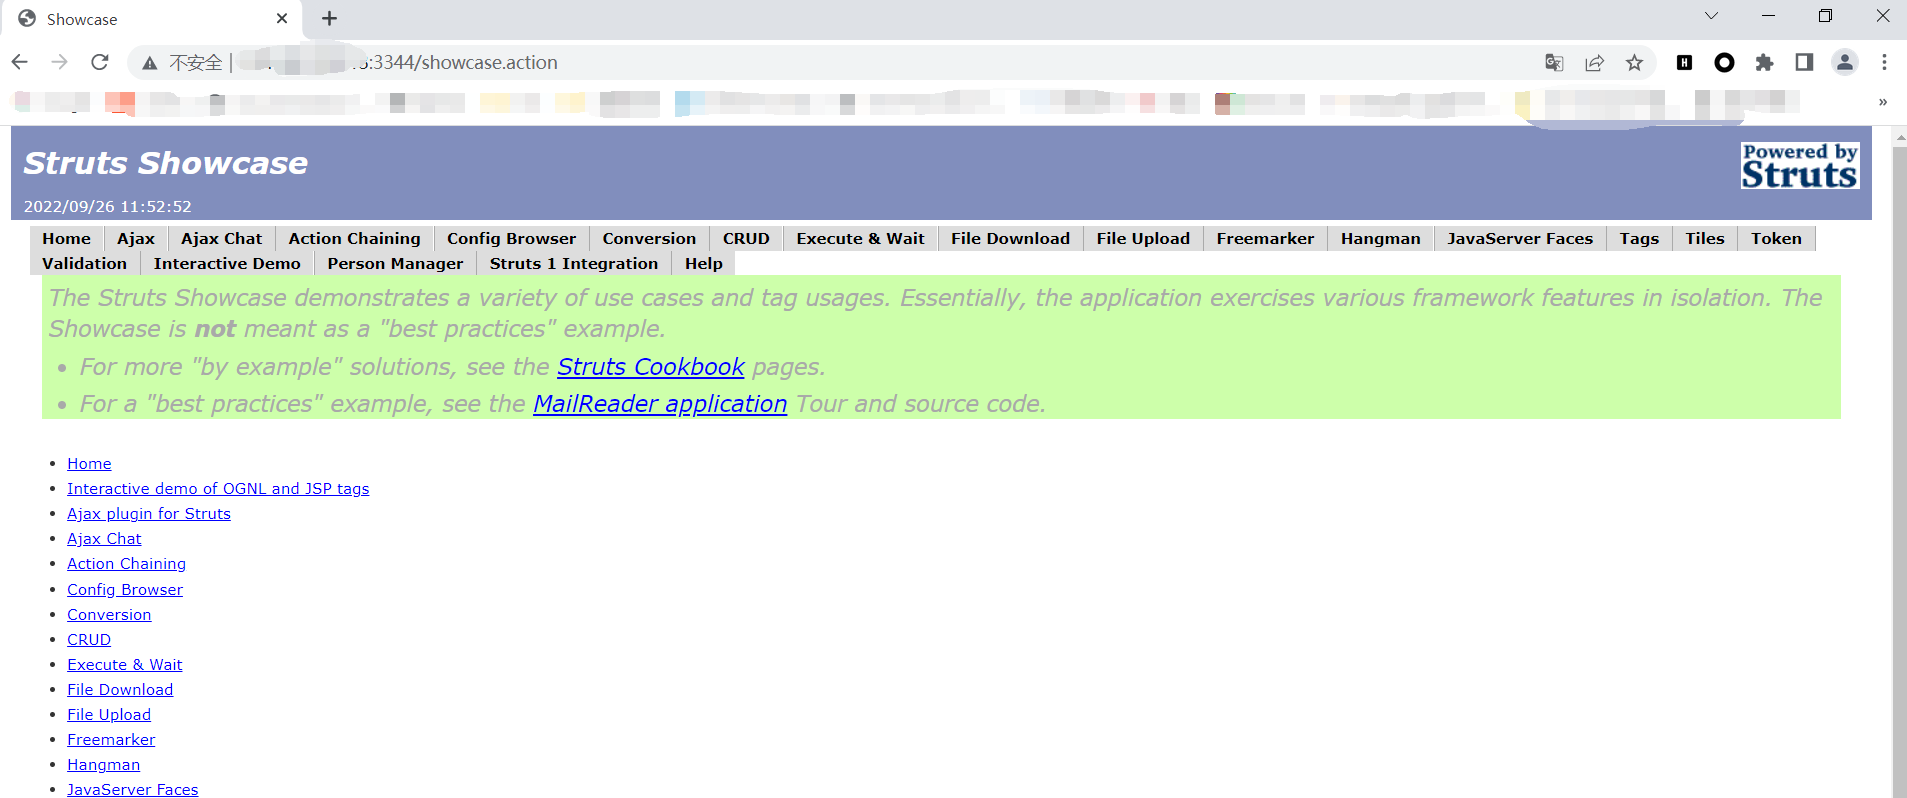 Showcase
不安全 :3344/showcase.action
Struts Showcase
Powered by
Struts
2022/09/26 11:52:52
Home Ajax Ajax Chat Action Chaining Config Browser Conversion CRUD Execute & Wait File Download File Upload Freemarker Hangman JavaServer Faces Tags Tiles Token
Validation Interactive Demo Person Manager Struts 1 Integration Help
The Struts Showcase demonstrates a variety of use cases and tag usages. Essentially, the application exercises various framework features in isolation. The
Showcase is not meant as a "best practices" example.
• For more "by example" solutions, see the Struts Cookbook pages.
• For a "best practices" example, see the MailReader application Tour and source code.
• Home
• Interactive demo of OGNL and JSP tags
• Ajax plugin for Struts
• Ajax Chat
• Action Chaining
• Config Browser
• Conversion
• CRUD
• Execute & Wait
• File Download
• File Upload
• Freemarker
• Hangman
• JavaServer Faces